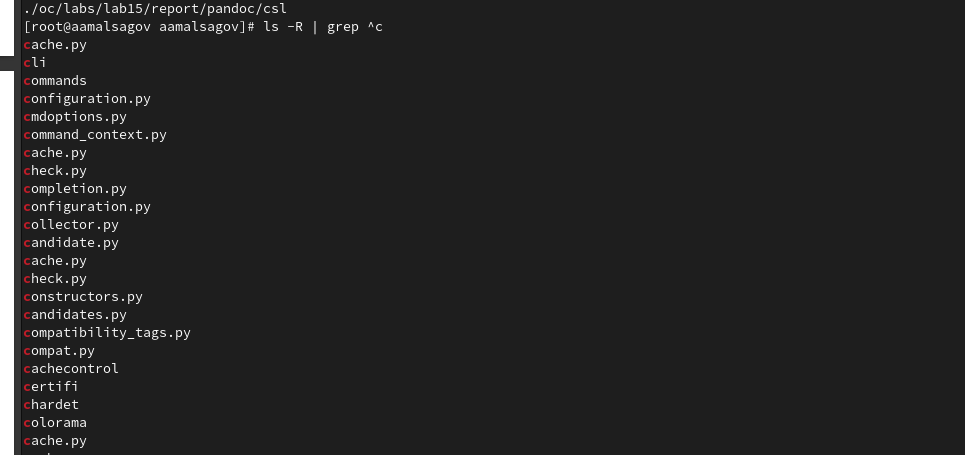 ./oc/labs/lab15/report/pandoc/csl
[root@aamalsagov aamalsagov]# ls -R | grep ^c
cache.py
cli
commands
configuration.py
cmdoptions.py
command_context.py
cache.py
check.py
completion.py
configuration.py
collector.py
candidate.py
cache.py
check.py
constructors.py
candidates.py
compatibility_tags.py
compat.py
cachecontrol
certifi
chardet
colorama
cache.py